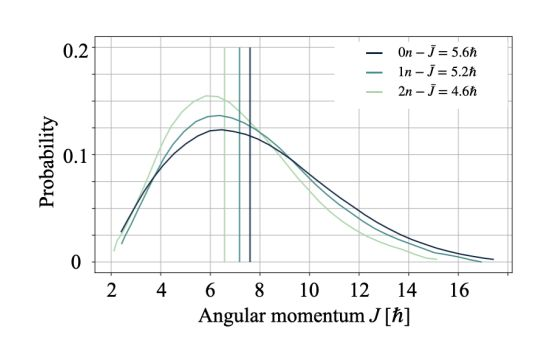 0.2
0.1
0
Probability
0n − J̄ = 5.6ℏ
1n − J̄ = 5.2ℏ
2n − J̄ = 4.6ℏ
2 4 6 8 10 12 14 16
Angular momentum J [ℏ]